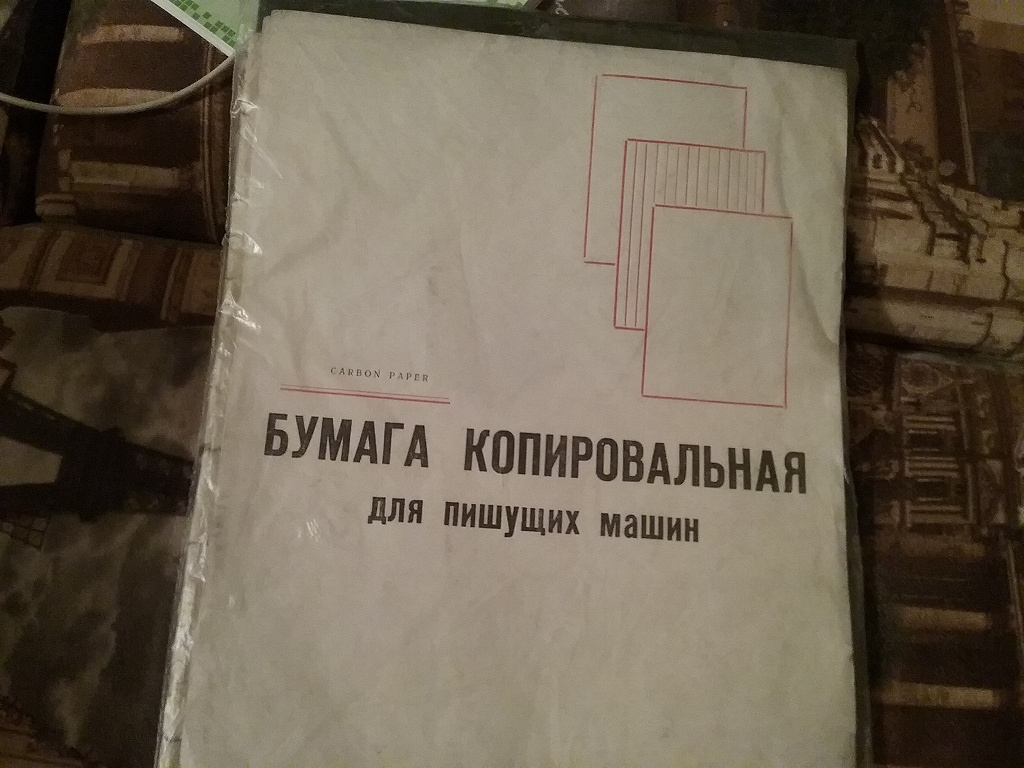 CARBON PAPER
БУМАГА КОПИРОВАЛЬНАЯ
для пишущих машин